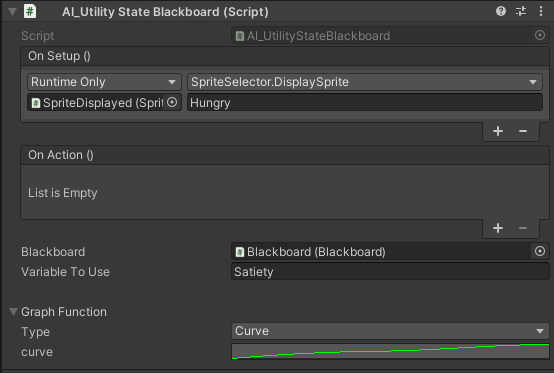 # AI_Utility State Blackboard (Script)
Script # AI_UtilityStateBlackboard
On Setup ()
Runtime Only SpriteSelector.DisplaySprite
# SpriteDisplayed (Sprit Hungry
+ −
On Action ()
List is Empty
+ −
Blackboard # Blackboard (Blackboard)
Variable To Use Satiety
Graph Function
Type Curve
curve